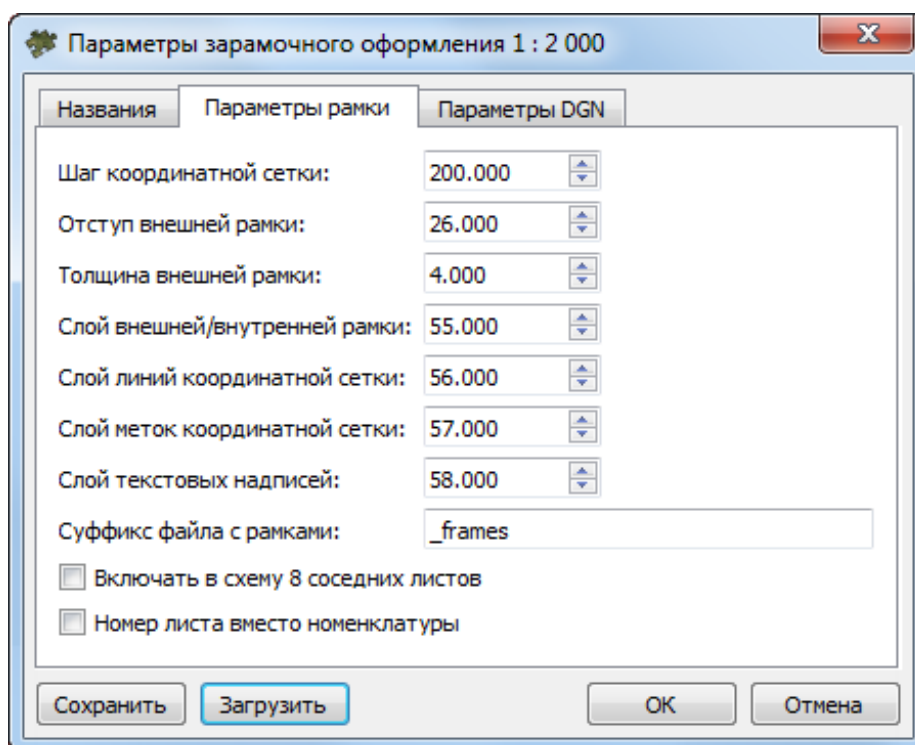 Параметры зарамочного оформления 1 : 2 000
Названия Параметры рамки Параметры DGN
Шаг координатной сетки: 200.000
Отступ внешней рамки: 26.000
Толщина внешней рамки: 4.000
Слой внешней/внутренней рамки: 55.000
Слой линий координатной сетки: 56.000
Слой меток координатной сетки: 57.000
Слой текстовых надписей: 58.000
Суффикс файла с рамками: _frames
Включать в схему 8 соседних листов
Номер листа вместо номенклатуры
Сохранить Загрузить ОК Отмена